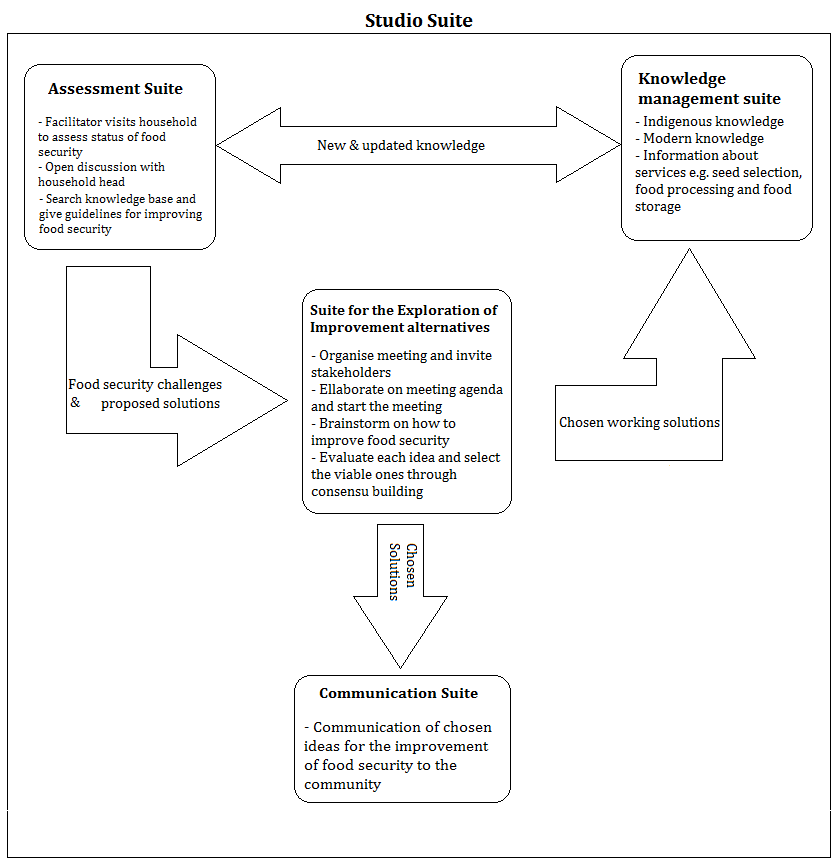 Studio Suite
Assessment Suite
- Facilitator visits household
to assess status of food
security
- Open discussion with
household head
- Search knowledge base and
give guidelines for improving
food security
New & updated knowledge
Knowledge
management suite
- Indigenous knowledge
- Modern knowledge
- Information about
services e.g. seed selection,
food processing and food
storage
Food security challenges
& proposed solutions
Suite for the Exploration of
Improvement alternatives
- Organise meeting and invite
stakeholders
- Ellaborate on meeting agenda
and start the meeting
- Brainstorm on how to
improve food security
- Evaluate each idea and select
the viable ones through
consensu building
Chosen working solutions
Chosen
Solutions
Communication Suite
- Communication of chosen
ideas for the improvement
of food security to the
community